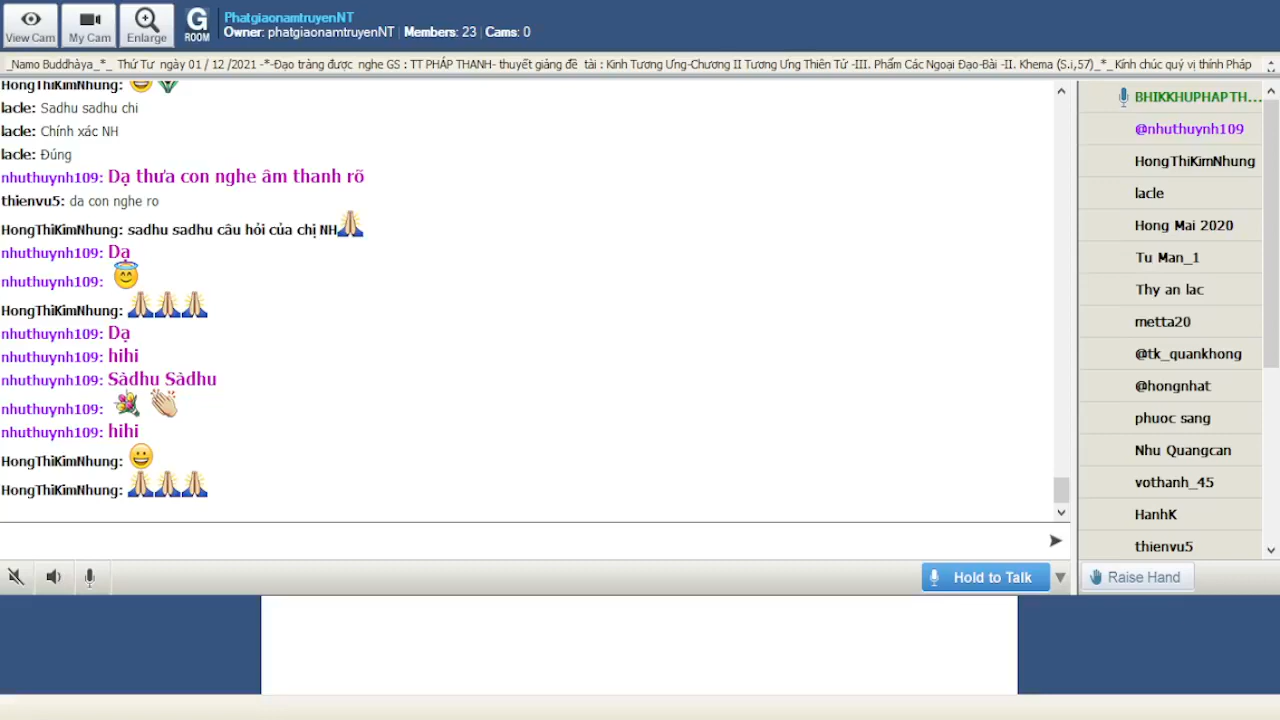 View Cam
My Cam
Enlarge
G
ROOM
PhatgiaonamtruyenNT
Owner: phatgiaonamtruyenNT | Members: 23 | Cams: 0
_Namo Buddhàya_*_ Thứ Tư ngày 01 / 12 /2021 -*-Đạo tràng được nghe GS : TT PHÁP THANH- thuyết giảng đề tài : Kinh Tương Ưng-Chương II Tương Ưng Thiên Tử -III. Phẩm Các Ngoại Đạo-Bài -II. Khema (S.i,57)_*_Kính chúc quý vị thính Pháp
HongThiKimNhung:
lacle: Sadhu sadhu chi
lacle: Chính xác NH
lacle: Đúng
nhuthuynh109: Dạ thưa con nghe âm thanh rõ
thienvu5: da con nghe ro
HongThiKimNhung: sadhu sadhu câu hỏi của chị NH
nhuthuynh109: Dạ
nhuthuynh109:
HongThiKimNhung:
nhuthuynh109: Dạ
nhuthuynh109: hihi
nhuthuynh109: Sàdhu Sàdhu
nhuthuynh109:
nhuthuynh109: hihi
HongThiKimNhung:
HongThiKimNhung:
BHIKKHUPHAPTH...
@nhuthuynh109
HongThiKimNhung
lacle
Hong Mai 2020
Tu Man_1
Thy an lac
metta20
@tk_quankhong
@hongnhat
phuoc sang
Nhu Quangcan
vothanh_45
HanhK
thienvu5
Hold to Talk
Raise Hand